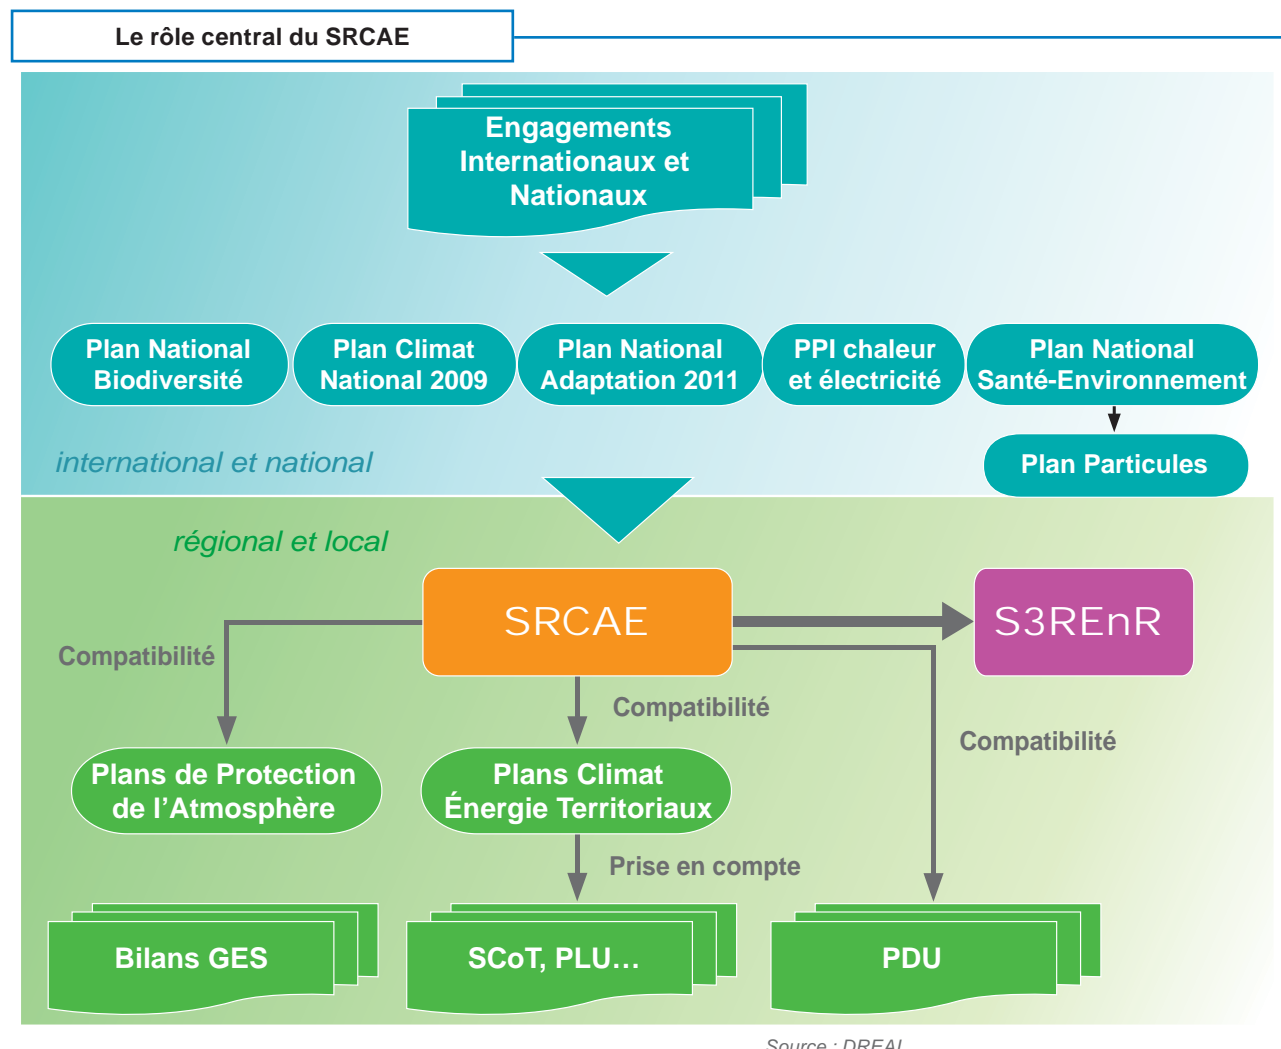 Le rôle central du SRCAE
Engagements
Internationaux et
Nationaux
Plan National
Biodiversité
Plan Climat
National 2009
Plan National
Adaptation 2011
PPI chaleur
et électricité
Plan National
Santé-Environnement
Plan Particules
international et national
régional et local
SRCAE
S3REnR
Compatibilité
Compatibilité
Compatibilité
Plans de Protection
de l’Atmosphère
Plans Climat
Énergie Territoriaux
Prise en compte
Bilans GES
SCoT, PLU…
PDU
Source : DREAL